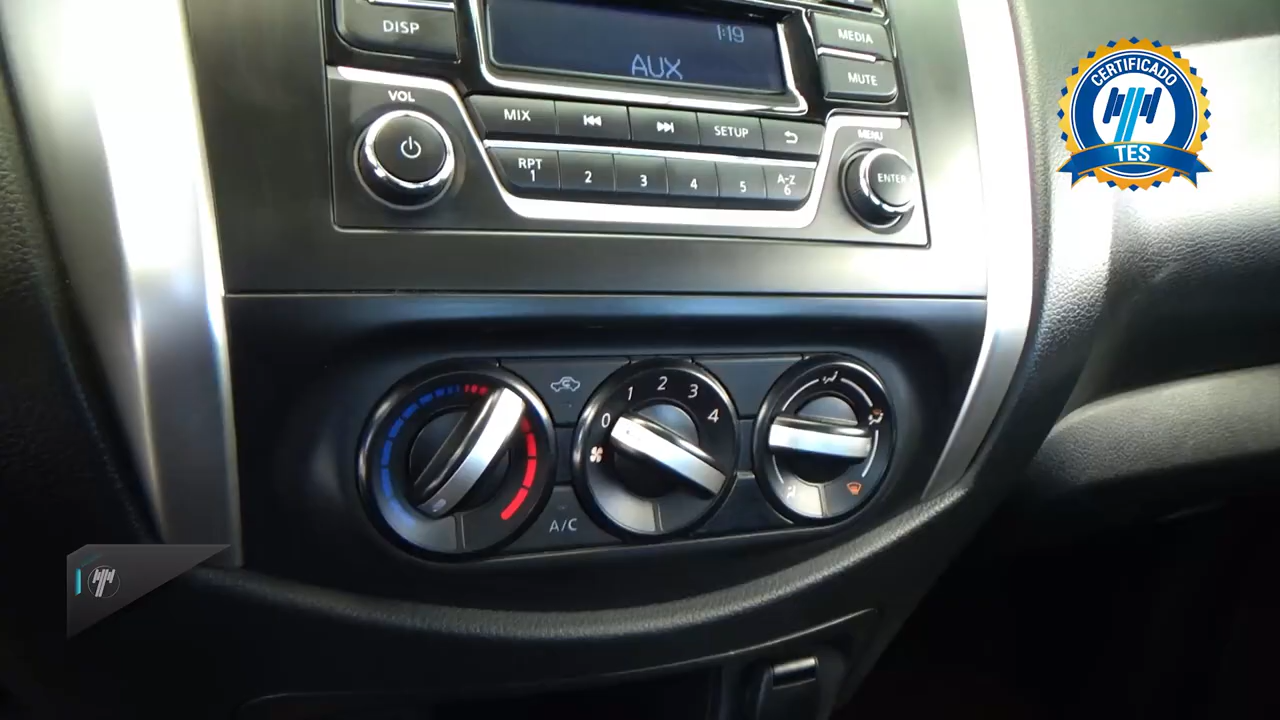 DISP
1:19
AUX
MEDIA
MUTE
VOL
MIX
SETUP
MENU
RPT
1
2
3
4
5
A-Z
6
ENTER
CERTIFICADO
TES
0
1
2
3
4
A/C